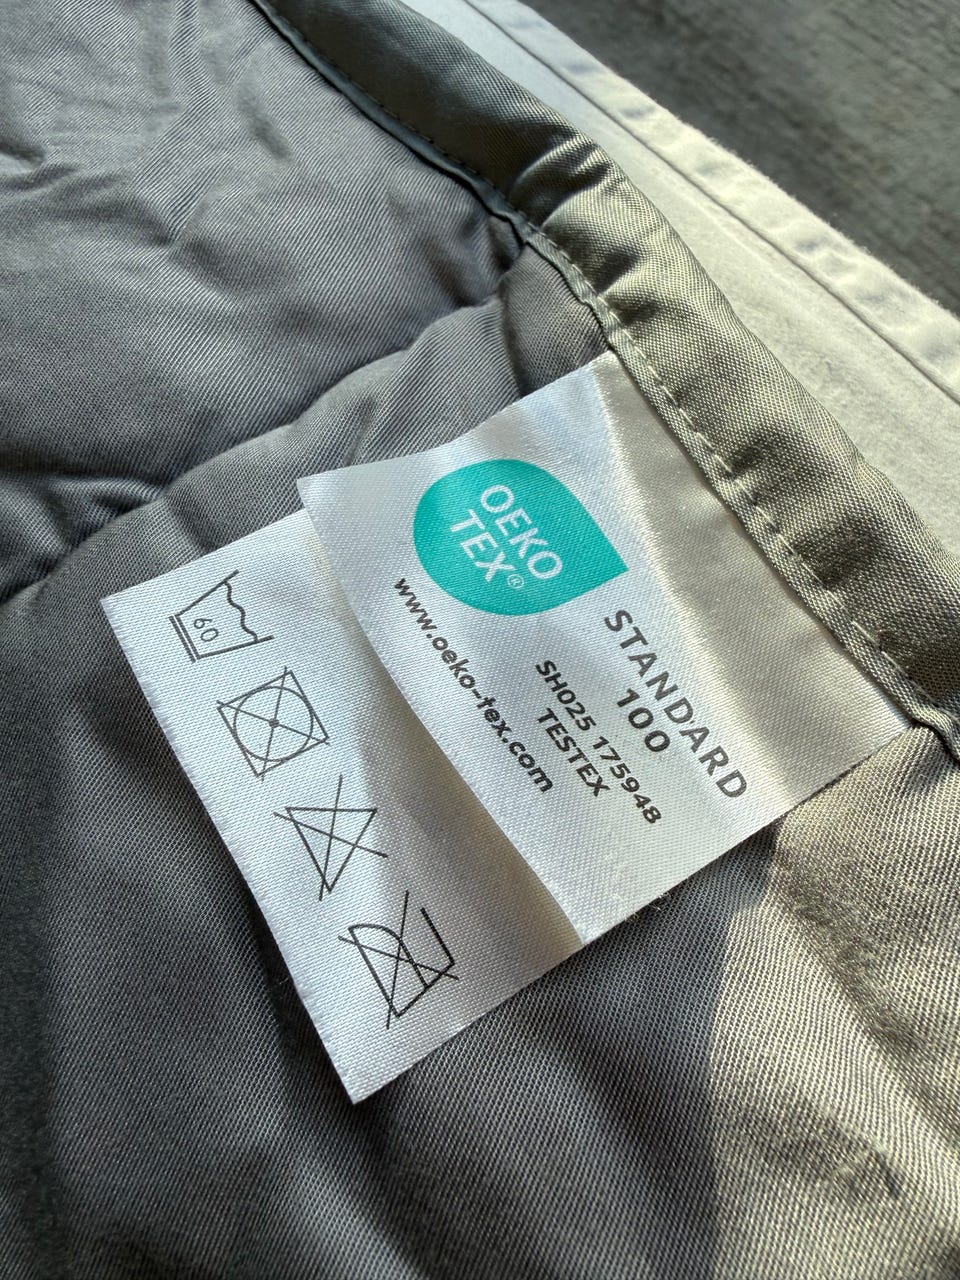 OEKO
TEX®
STANDARD
100
SH025 175948
TESTEX
www.oeko-tex.com
60